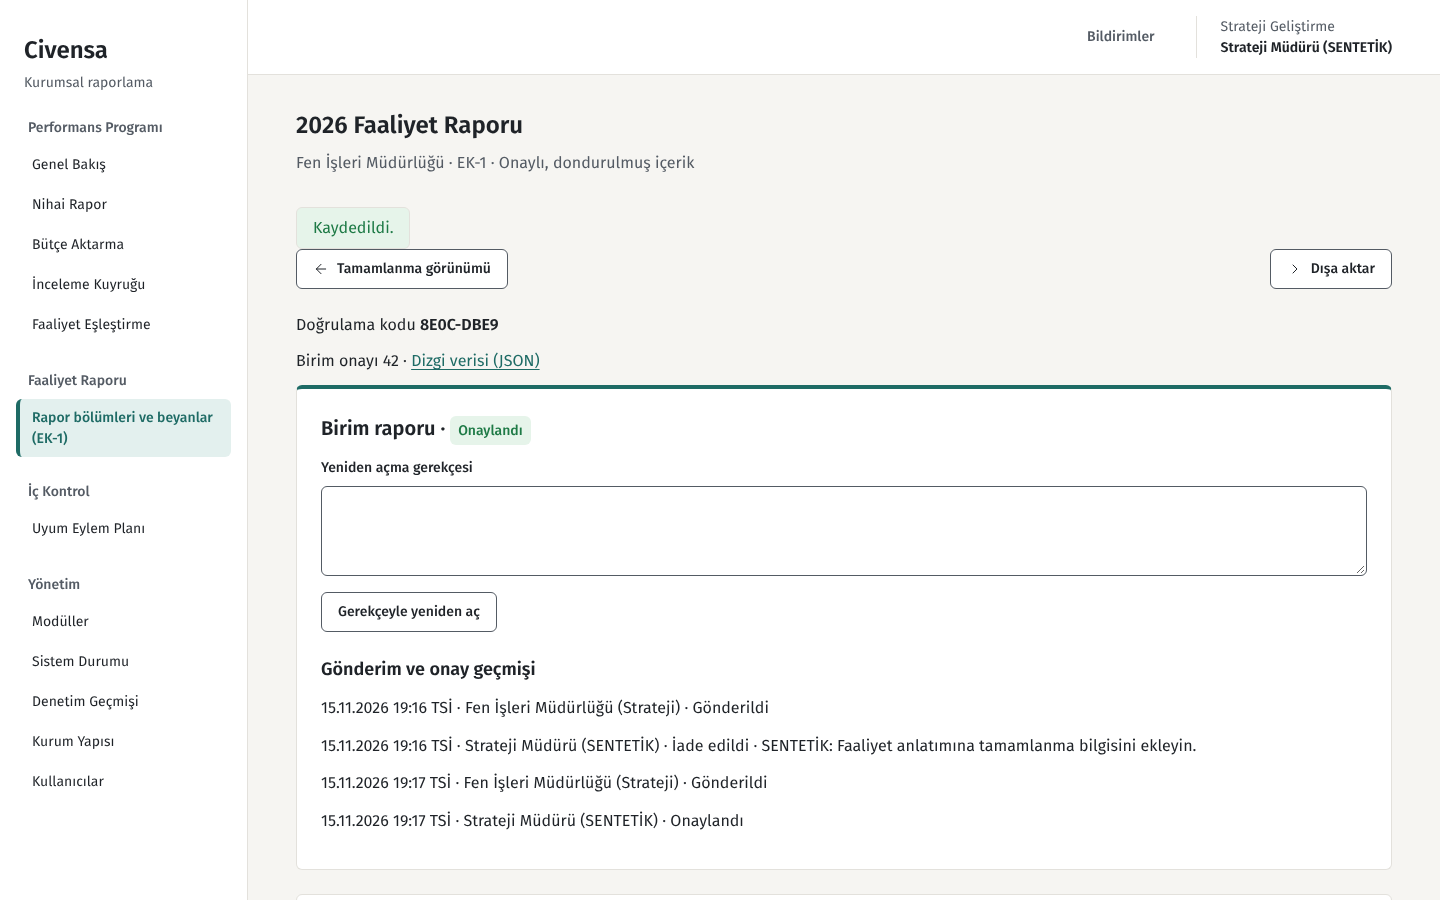 Civensa
Kurumsal raporlama
Performans Programı
Genel Bakış
Nihai Rapor
Bütçe Aktarma
İnceleme Kuyruğu
Faaliyet Eşleştirme
Faaliyet Raporu
Rapor bölümleri ve beyanlar
(EK-1)
İç Kontrol
Uyum Eylem Planı
Yönetim
Modüller
Sistem Durumu
Denetim Geçmişi
Kurum Yapısı
Kullanıcılar
Bildirimler
Strateji Geliştirme
Strateji Müdürü (SENTETİK)
2026 Faaliyet Raporu
Fen İşleri Müdürlüğü · EK-1 · Onaylı, dondurulmuş içerik
Kaydedildi.
← Tamamlanma görünümü
Dışa aktar
Doğrulama kodu 8E0C-DBE9
Birim onayı 42 · Dizgi verisi (JSON)
Birim raporu · Onaylandı
Yeniden açma gerekçesi
Gerekçeyle yeniden aç
Gönderim ve onay geçmişi
15.11.2026 19:16 TSİ · Fen İşleri Müdürlüğü (Strateji) · Gönderildi
15.11.2026 19:16 TSİ · Strateji Müdürü (SENTETİK) · İade edildi · SENTETİK: Faaliyet anlatımına tamamlanma bilgisini ekleyin.
15.11.2026 19:17 TSİ · Fen İşleri Müdürlüğü (Strateji) · Gönderildi
15.11.2026 19:17 TSİ · Strateji Müdürü (SENTETİK) · Onaylandı